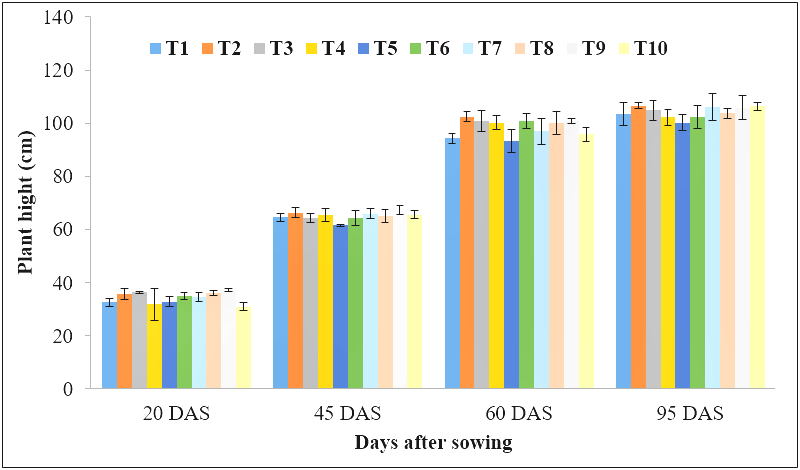 140
120
100
80
60
40
20
0
Plant hight (cm)
T1 T2 T3 T4 T5 T6 T7 T8 T9 T10
20 DAS 45 DAS 60 DAS 95 DAS
Days after sowing